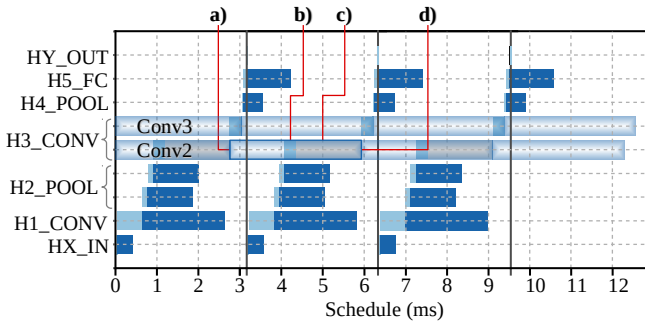 a) b) c) d)
HY_OUT
H5_FC
H4_POOL
Conv3
H3_CONV
Conv2
H2_POOL
H1_CONV
HX_IN
0 1 2 3 4 5 6 7 8 9 10 11 12
Schedule (ms)